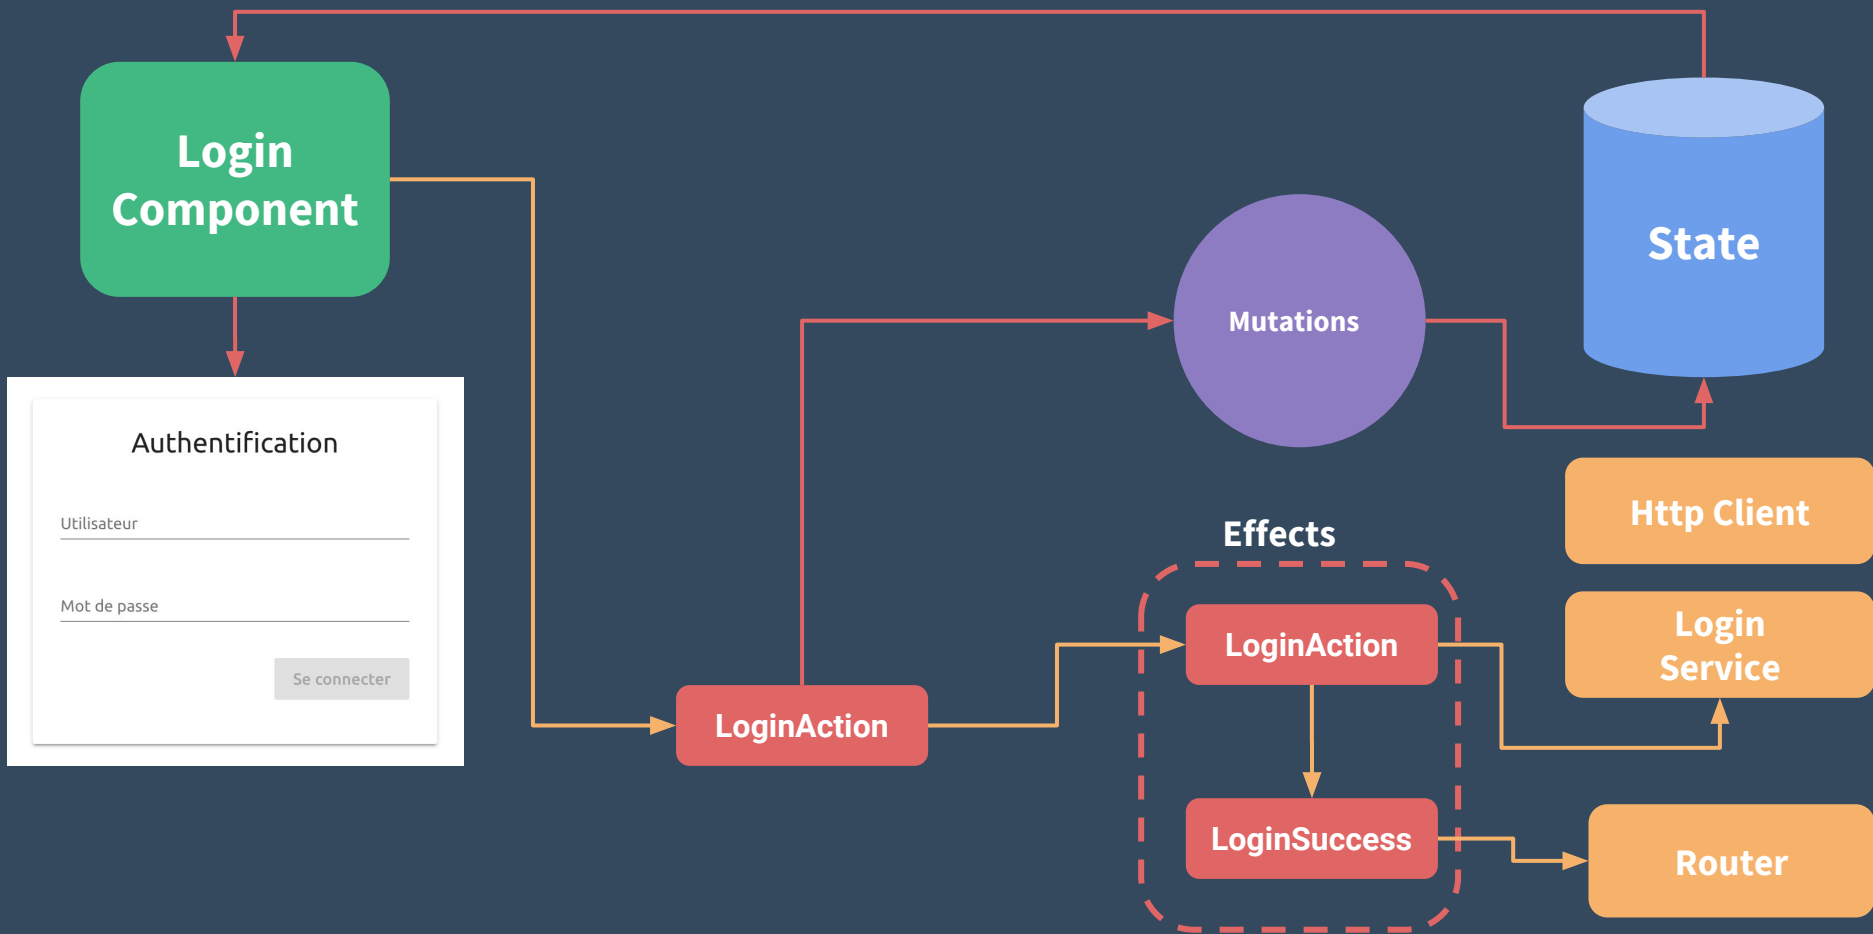 Login
Component
State
Mutations
Authentification
Utilisateur
Mot de passe
Se connecter
Http Client
Effects
LoginAction
Login
Service
LoginAction
LoginSuccess
Router